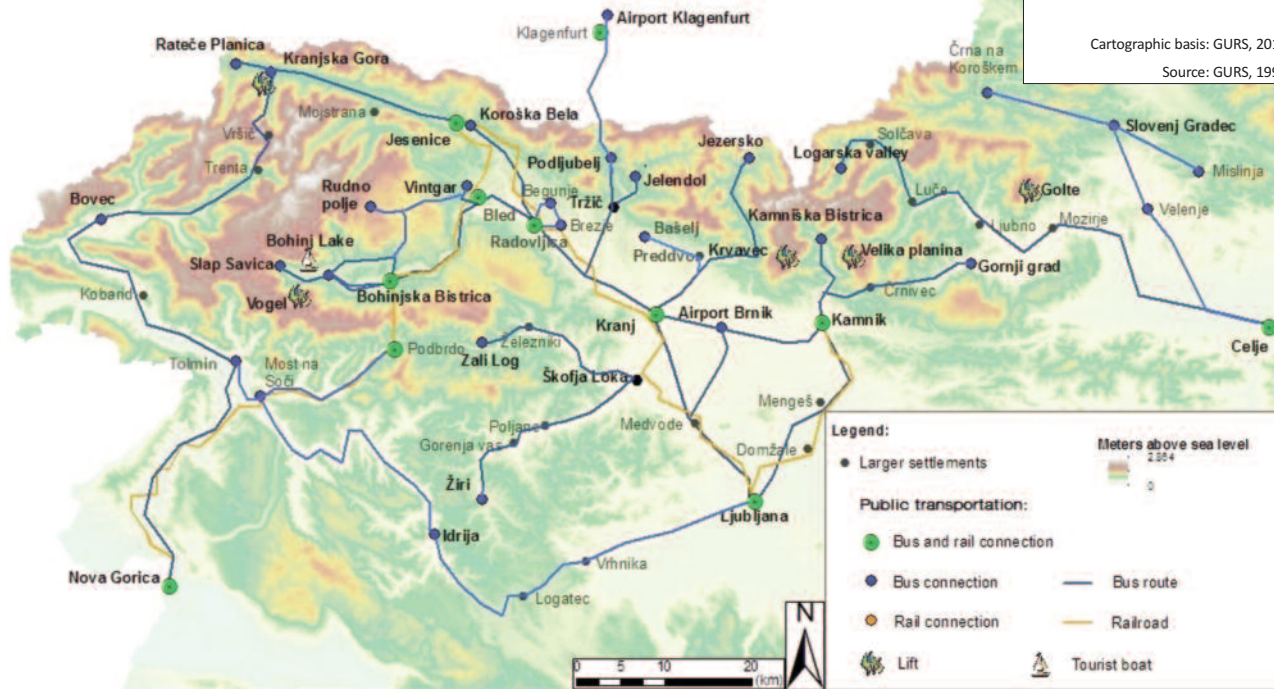 Airport Klagenfurt
Klagenfurt
Rateče Planica
Kranjska Gora
Cartographic basis: GURS, 201
Črna na
Koroškem
Source: GURS, 199
Mojstrana
Koroška Bela
Jesenice
Vršič
Trenta
Podljubelj
Jezersko
Solčava
Logarska valley
Slovenj Gradec
Mislinja
Jelendol
Rudno
polje
Vintgar
Begunje
Tržič
Bled
Brezje
Radovljica
Bovec
Luče
Golte
Velenje
Kamniška Bistrica
Ljubno
Mozirje
Bašelj
Preddvor
Krvavec
Velika planina
Gornji grad
Bohinj Lake
Slap Savica
Vogel
Bohinjska Bistrica
Kobarid
Črnivec
Kranj
Airport Brnik
Kamnik
Celje
Železniki
Zali Log
Podbrdo
Tolmin
Most na
Soči
Škofja Loka
Mengeš
Medvode
Domžale
Poljane
Gorenja vas
Žiri
Ljubljana
Idrija
Vrhnika
Logatec
Nova Gorica
Legend:
Larger settlements
Meters above sea level
2.864
0
Public transportation:
Bus and rail connection
Bus connection
Bus route
Rail connection
Railroad
Lift
Tourist boat
N
0 5 10 20
(km)